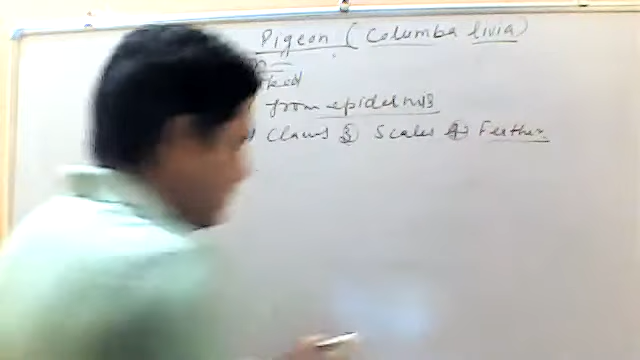 Pigeon (Columba livia)
from epidermis
Claws ③ Scales ④ Feather